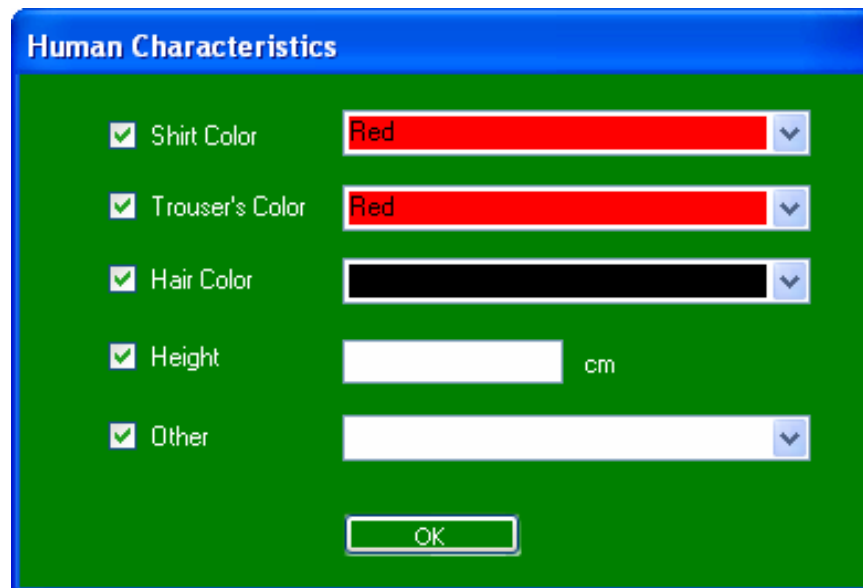 Human Characteristics
Shirt Color Red
Trouser's Color Red
Hair Color
Height cm
Other
OK